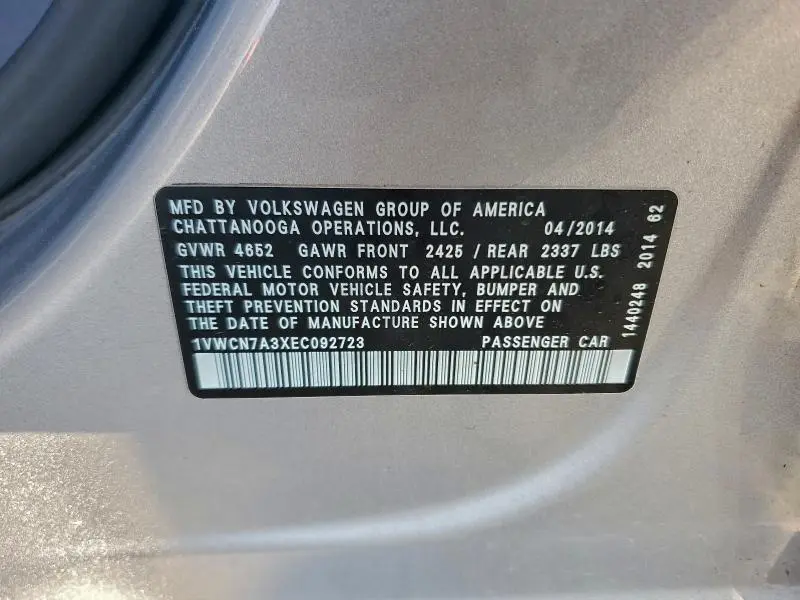 MFD BY VOLKSWAGEN GROUP OF AMERICA
CHATTANOOGA OPERATIONS, LLC. 04/2014
GVWR 4652 GAWR FRONT 2425 / REAR 2337 LBS
THIS VEHICLE CONFORMS TO ALL APPLICABLE U.S.
FEDERAL MOTOR VEHICLE SAFETY, BUMPER AND
THEFT PREVENTION STANDARDS IN EFFECT ON
THE DATE OF MANUFACTURE SHOWN ABOVE
1VWCN7A3XEC092723 PASSENGER CAR
1440248 2014 62